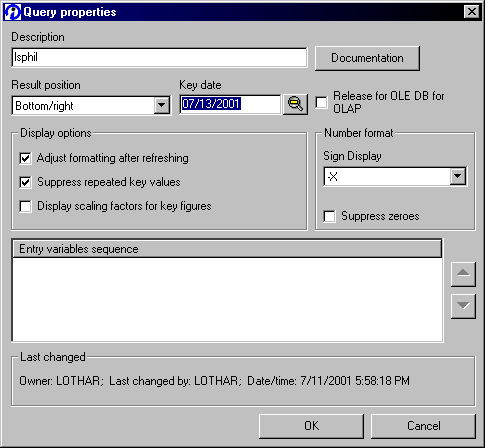 Query properties
Description
lsphil
Documentation
Result position
Key date
Bottom/right
07/13/2001
Release for OLE DB for
OLAP
Display options
Number format
Adjust formatting after refreshing
Sign Display
Suppress repeated key values
-X
Display scaling factors for key figures
Suppress zeroes
Entry variables sequence
Last changed
Owner: LOTHAR; Last changed by: LOTHAR; Date/time: 7/11/2001 5:58:18 PM
OK
Cancel